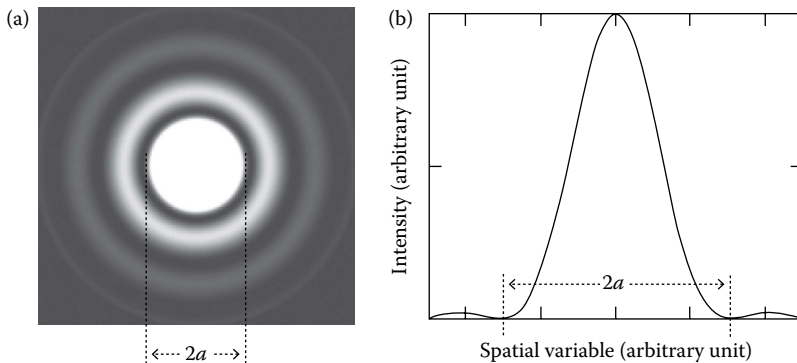 (a)
2a
(b)
Intensity (arbitrary unit)
2a
Spatial variable (arbitrary unit)